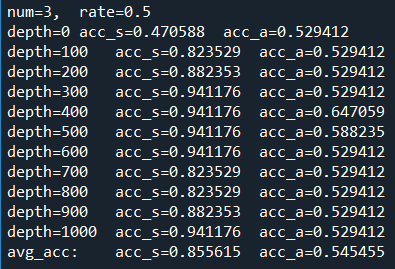 num=3,  rate=0.5
depth=0 acc_s=0.470588  acc_a=0.529412
depth=100   acc_s=0.823529  acc_a=0.529412
depth=200   acc_s=0.882353  acc_a=0.529412
depth=300   acc_s=0.941176  acc_a=0.529412
depth=400   acc_s=0.941176  acc_a=0.647059
depth=500   acc_s=0.941176  acc_a=0.588235
depth=600   acc_s=0.941176  acc_a=0.529412
depth=700   acc_s=0.823529  acc_a=0.529412
depth=800   acc_s=0.823529  acc_a=0.529412
depth=900   acc_s=0.882353  acc_a=0.529412
depth=1000  acc_s=0.941176  acc_a=0.529412
avg_acc:    acc_s=0.855615  acc_a=0.545455